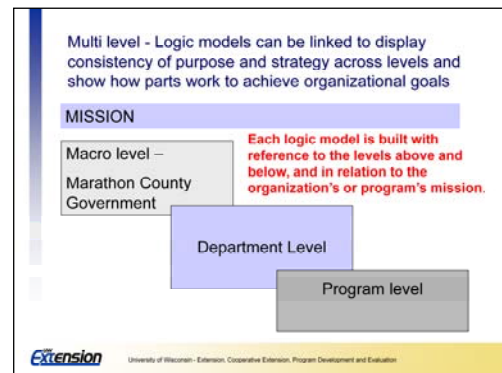 Multi level - Logic models can be linked to display
consistency of purpose and strategy across levels and
show how parts work to achieve organizational goals
MISSION
Macro level –
Marathon County
Government
Each logic model is built with
reference to the levels above and
below, and in relation to the
organization's or program's mission.
Department Level
Program level
Extension
University of Wisconsin - Extension, Cooperative Extension, Program Development and Evaluation